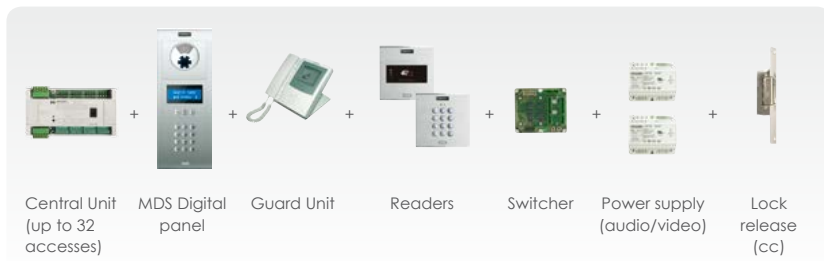 + + + + + +
Central Unit
(up to 32
accesses)
MDS Digital
panel
Guard Unit
Readers
Switcher
Power supply
(audio/video)
Lock
release
(cc)